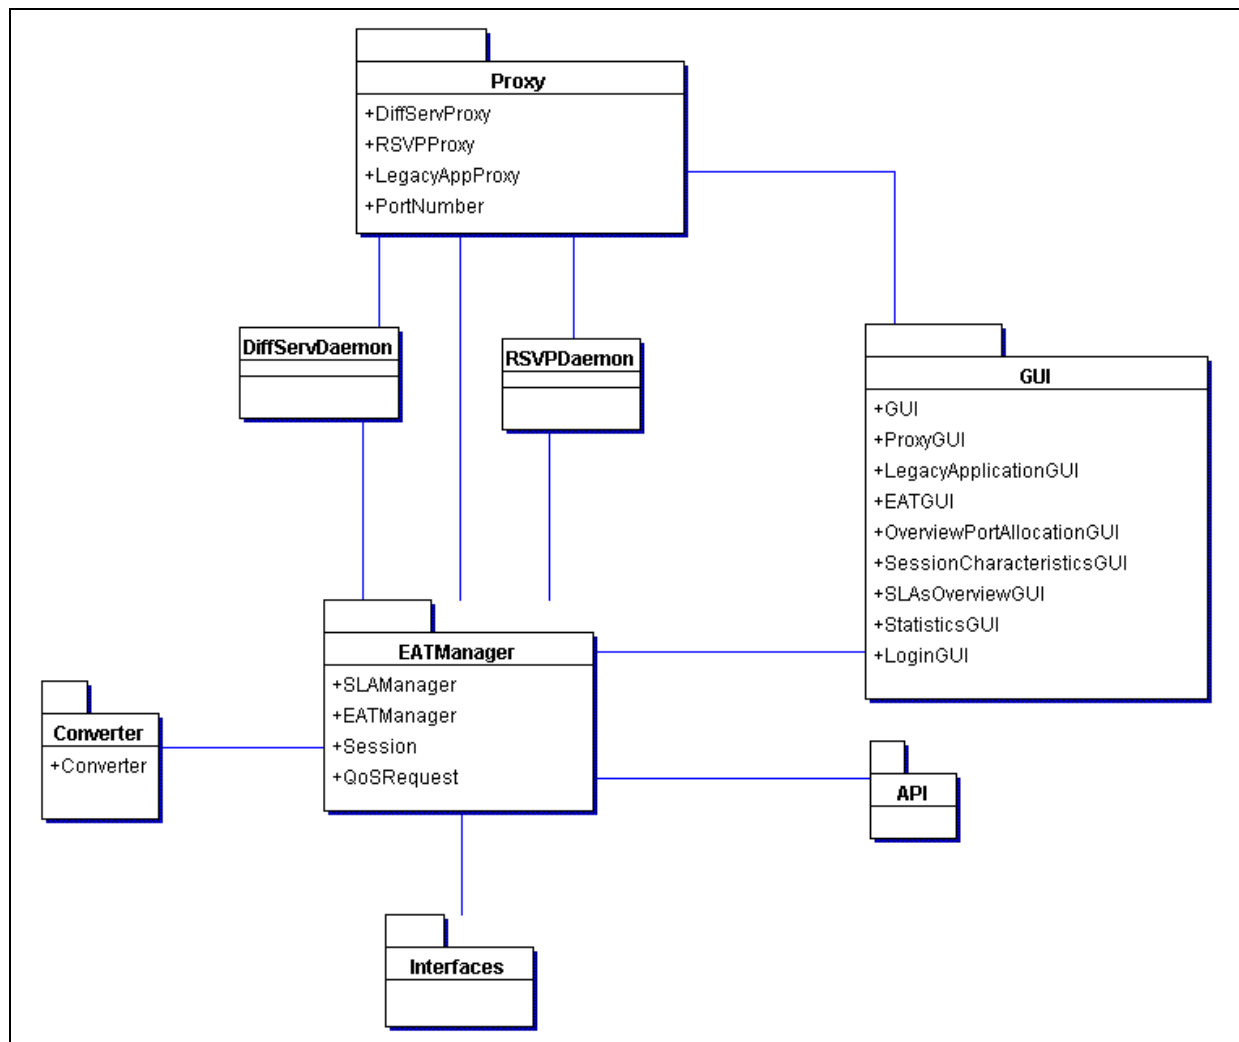 Proxy
+DiffServProxy
+RSVPProxy
+LegacyAppProxy
+PortNumber
DiffServDaemon
RSVPDaemon
GUI
+GUI
+ProxyGUI
+LegacyApplicationGUI
+EATGUI
+OverviewPortAllocationGUI
+SessionCharacteristicsGUI
+SLAsOverviewGUI
+StatisticsGUI
+LoginGUI
EATManager
+SLAManager
+EATManager
+Session
+QoSRequest
Converter
+Converter
API
Interfaces